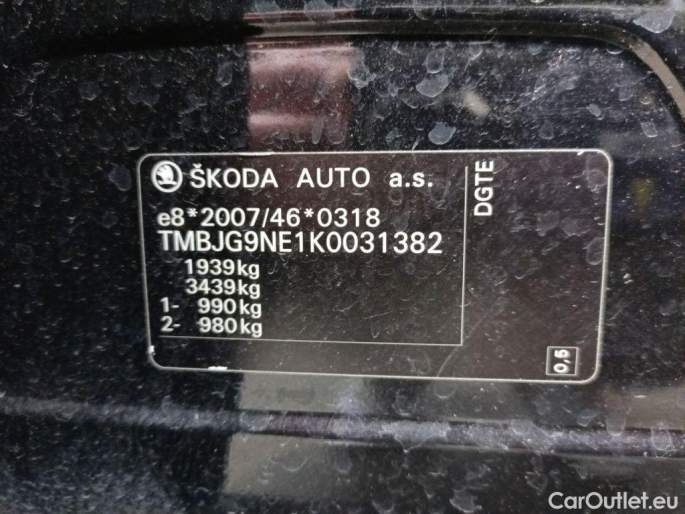 ŠKODA AUTO a.s.
e8*2007/46*0318
TMBJG9NE1K0031382
1939kg
3439kg
1- 990kg
2- 980kg
DGTE
0,5
CarOutlet.eu